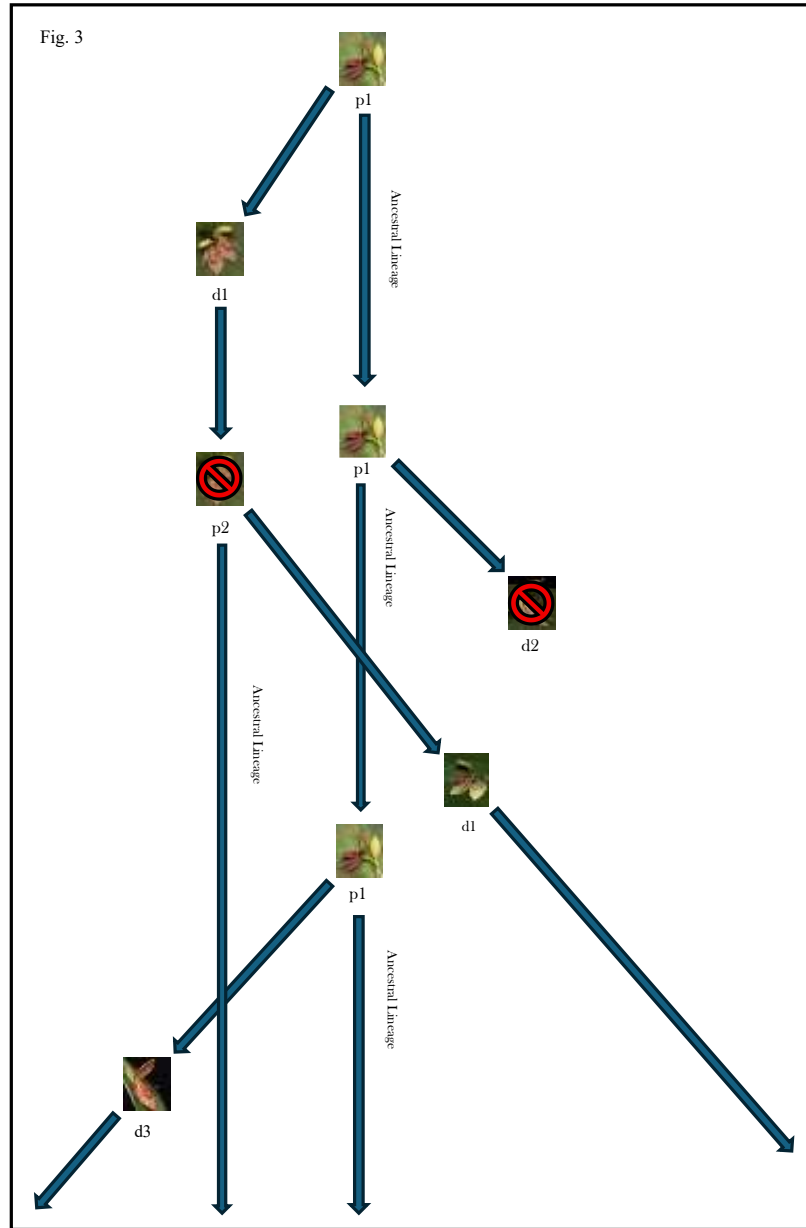 Fig. 3
p1
Ancestral Lineage
d1
p1
p2
Ancestral Lineage
d2
Ancestral Lineage
d1
p1
Ancestral Lineage
d3